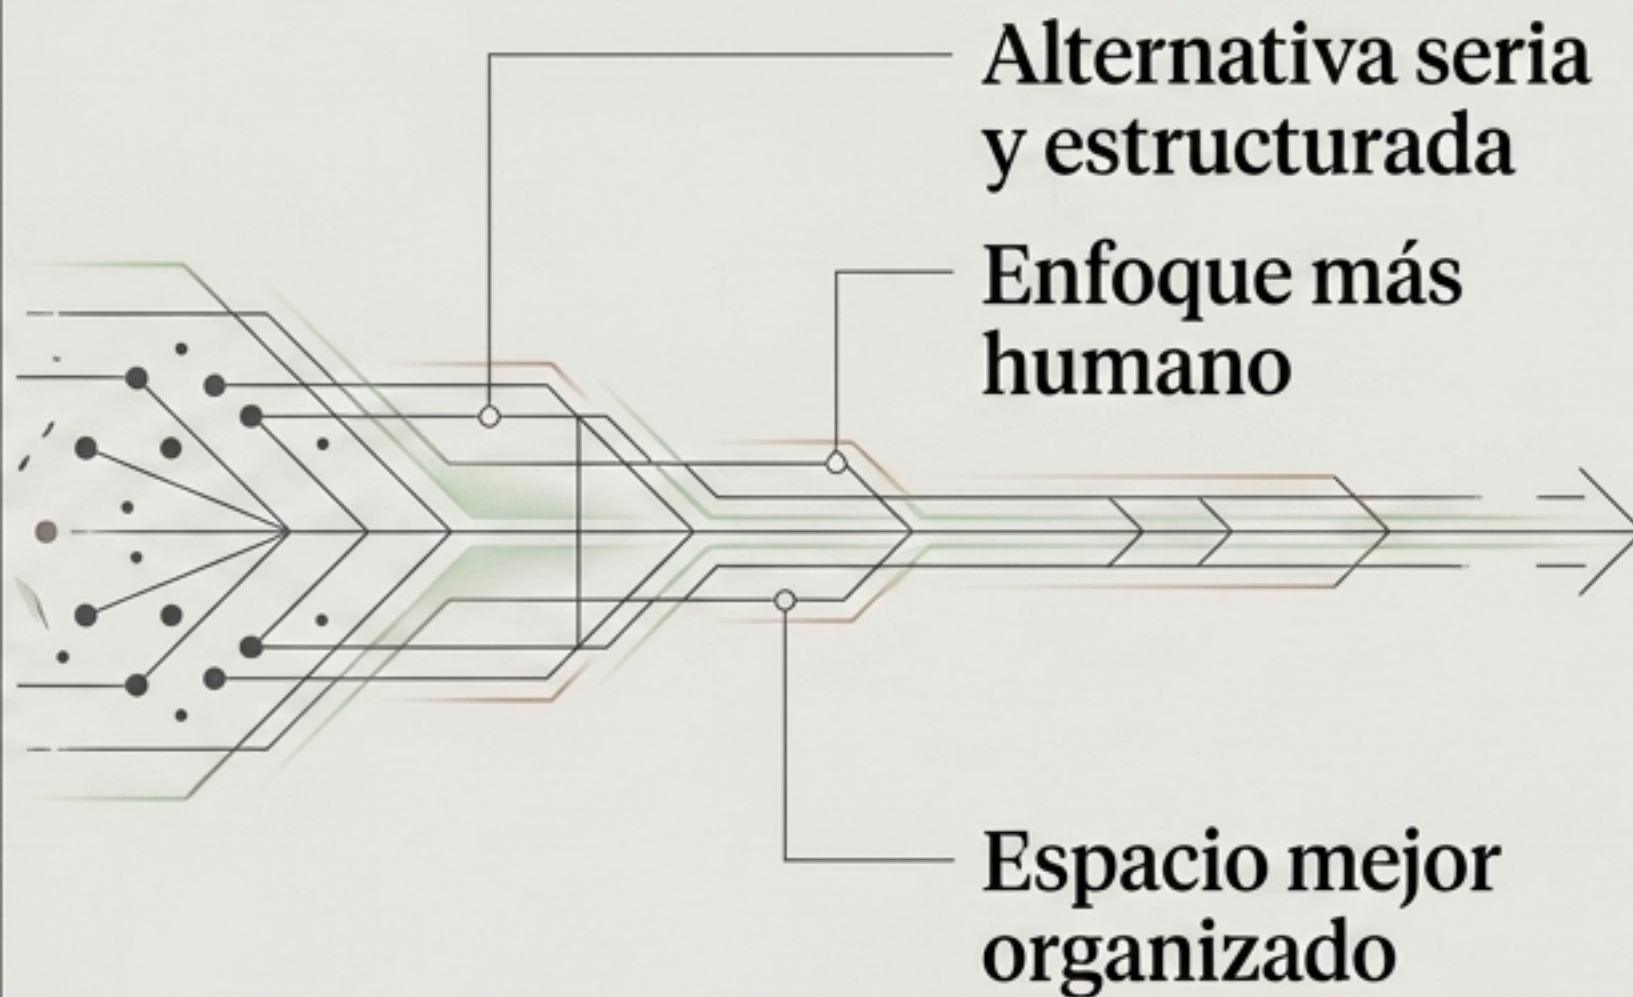 Alternativa seria
y estructurada
Enfoque más
humano
Espacio mejor
organizado